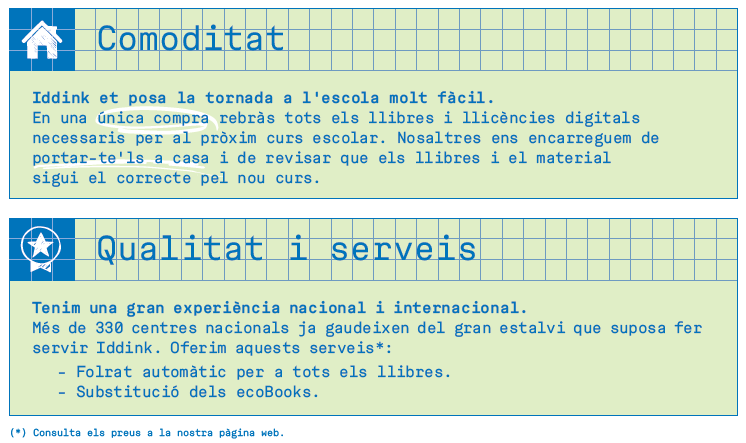 Comoditat
Iddink et posa la tornada a l'escola molt fàcil.
En una única compra rebràs tots els llibres i llicències digitals
necessaris per al pròxim curs escolar. Nosaltres ens encarreguem de
portar-te'ls a casa i de revisar que els llibres i el material
sigui el correcte pel nou curs.
Qualitat i serveis
Tenim una gran experiència nacional i internacional.
Més de 330 centres nacionals ja gaudeixen del gran estalvi que suposa fer
servir Iddink. Oferim aquests serveis*:
- Folrat automàtic per a tots els llibres.
- Substitució dels ecoBooks.
(*) Consulta els preus a la nostra pàgina web.